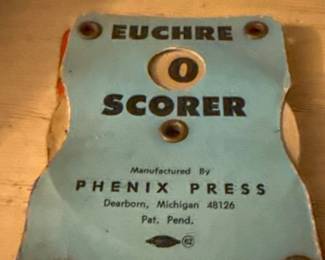 EUCHRE
0
SCORER
Manufactured By
PHENIX PRESS
Dearborn, Michigan 48126
Pat. Pend.